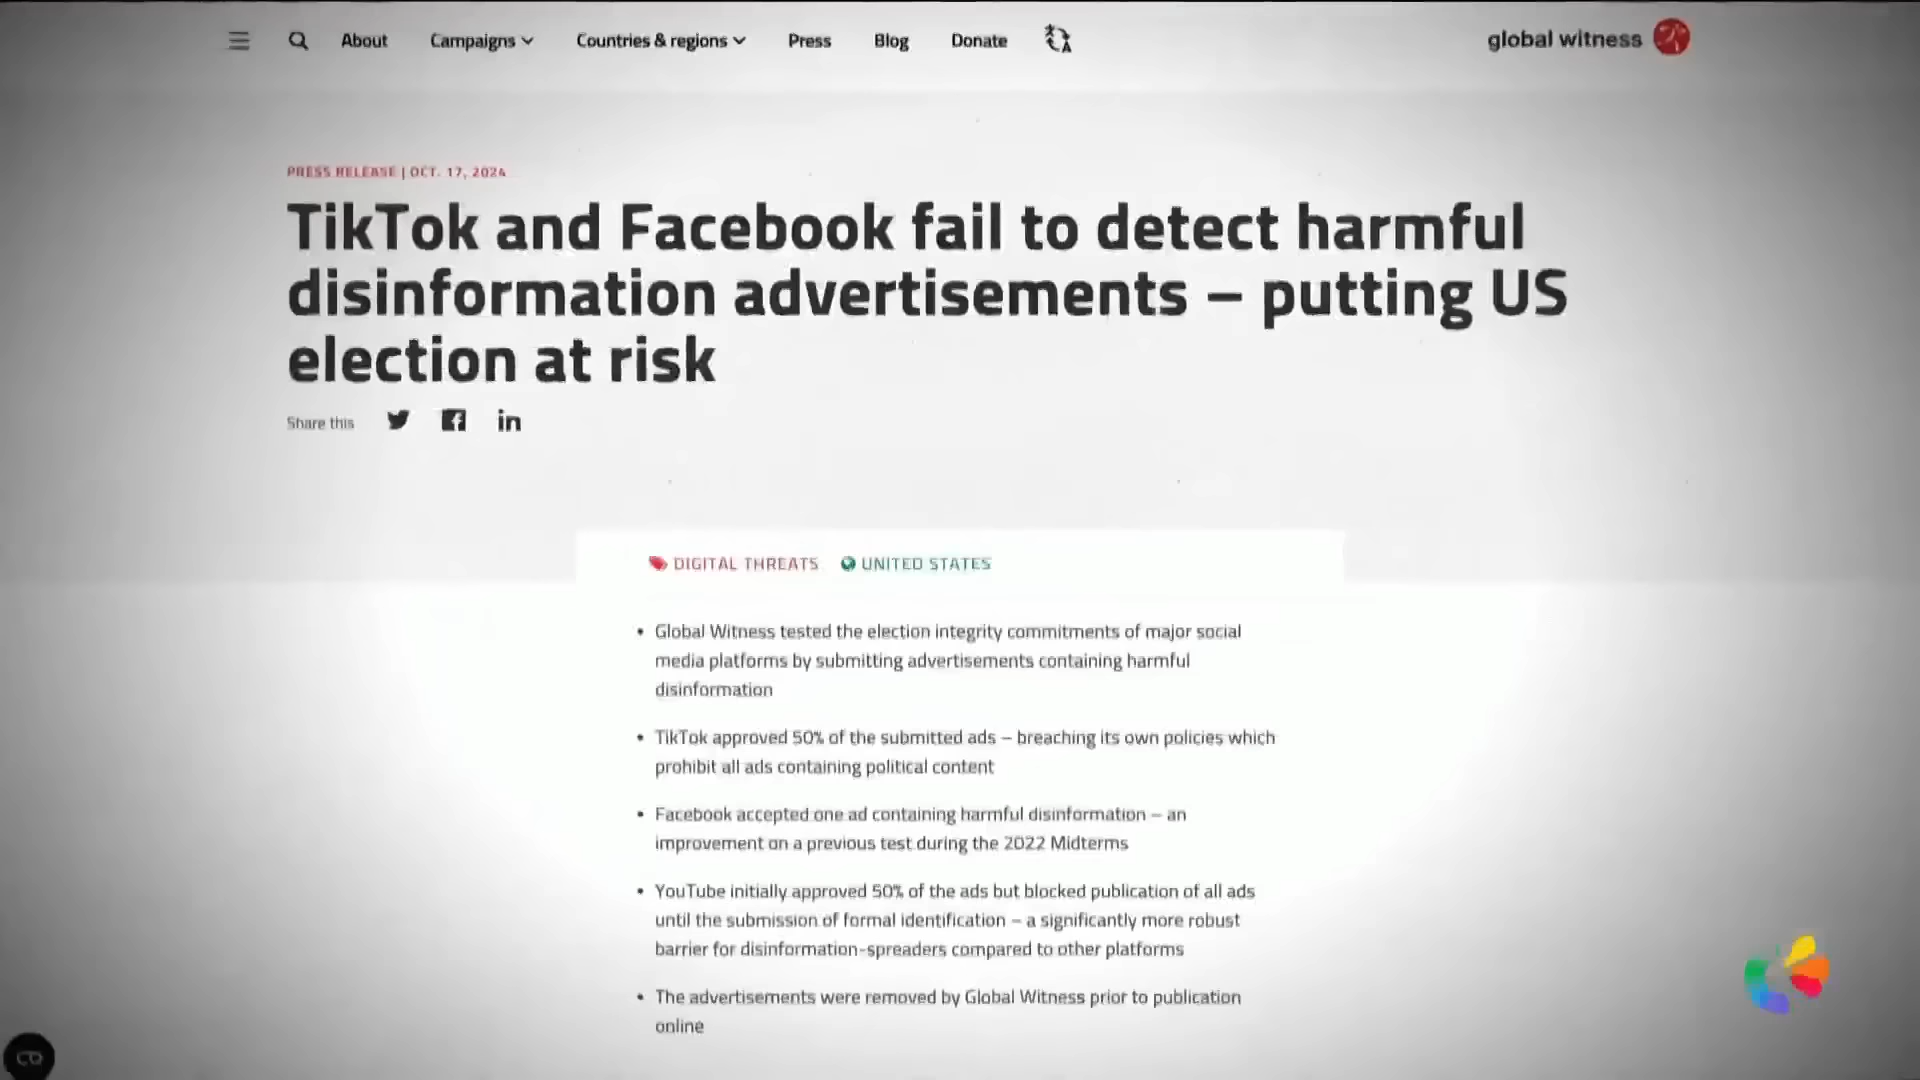 About Campaigns Countries & regions Press Blog Donate
global witness
PRESS RELEASE | OCT. 17, 2024
TikTok and Facebook fail to detect harmful
disinformation advertisements – putting US
election at risk
Share this
DIGITAL THREATS UNITED STATES
• Global Witness tested the election integrity commitments of major social
media platforms by submitting advertisements containing harmful
disinformation
• TikTok approved 50% of the submitted ads – breaching its own policies which
prohibit all ads containing political content
• Facebook accepted one ad containing harmful disinformation – an
improvement on a previous test during the 2022 Midterms
• YouTube initially approved 50% of the ads but blocked publication of all ads
until the submission of formal identification – a significantly more robust
barrier for disinformation-spreaders compared to other platforms
• The advertisements were removed by Global Witness prior to publication
online